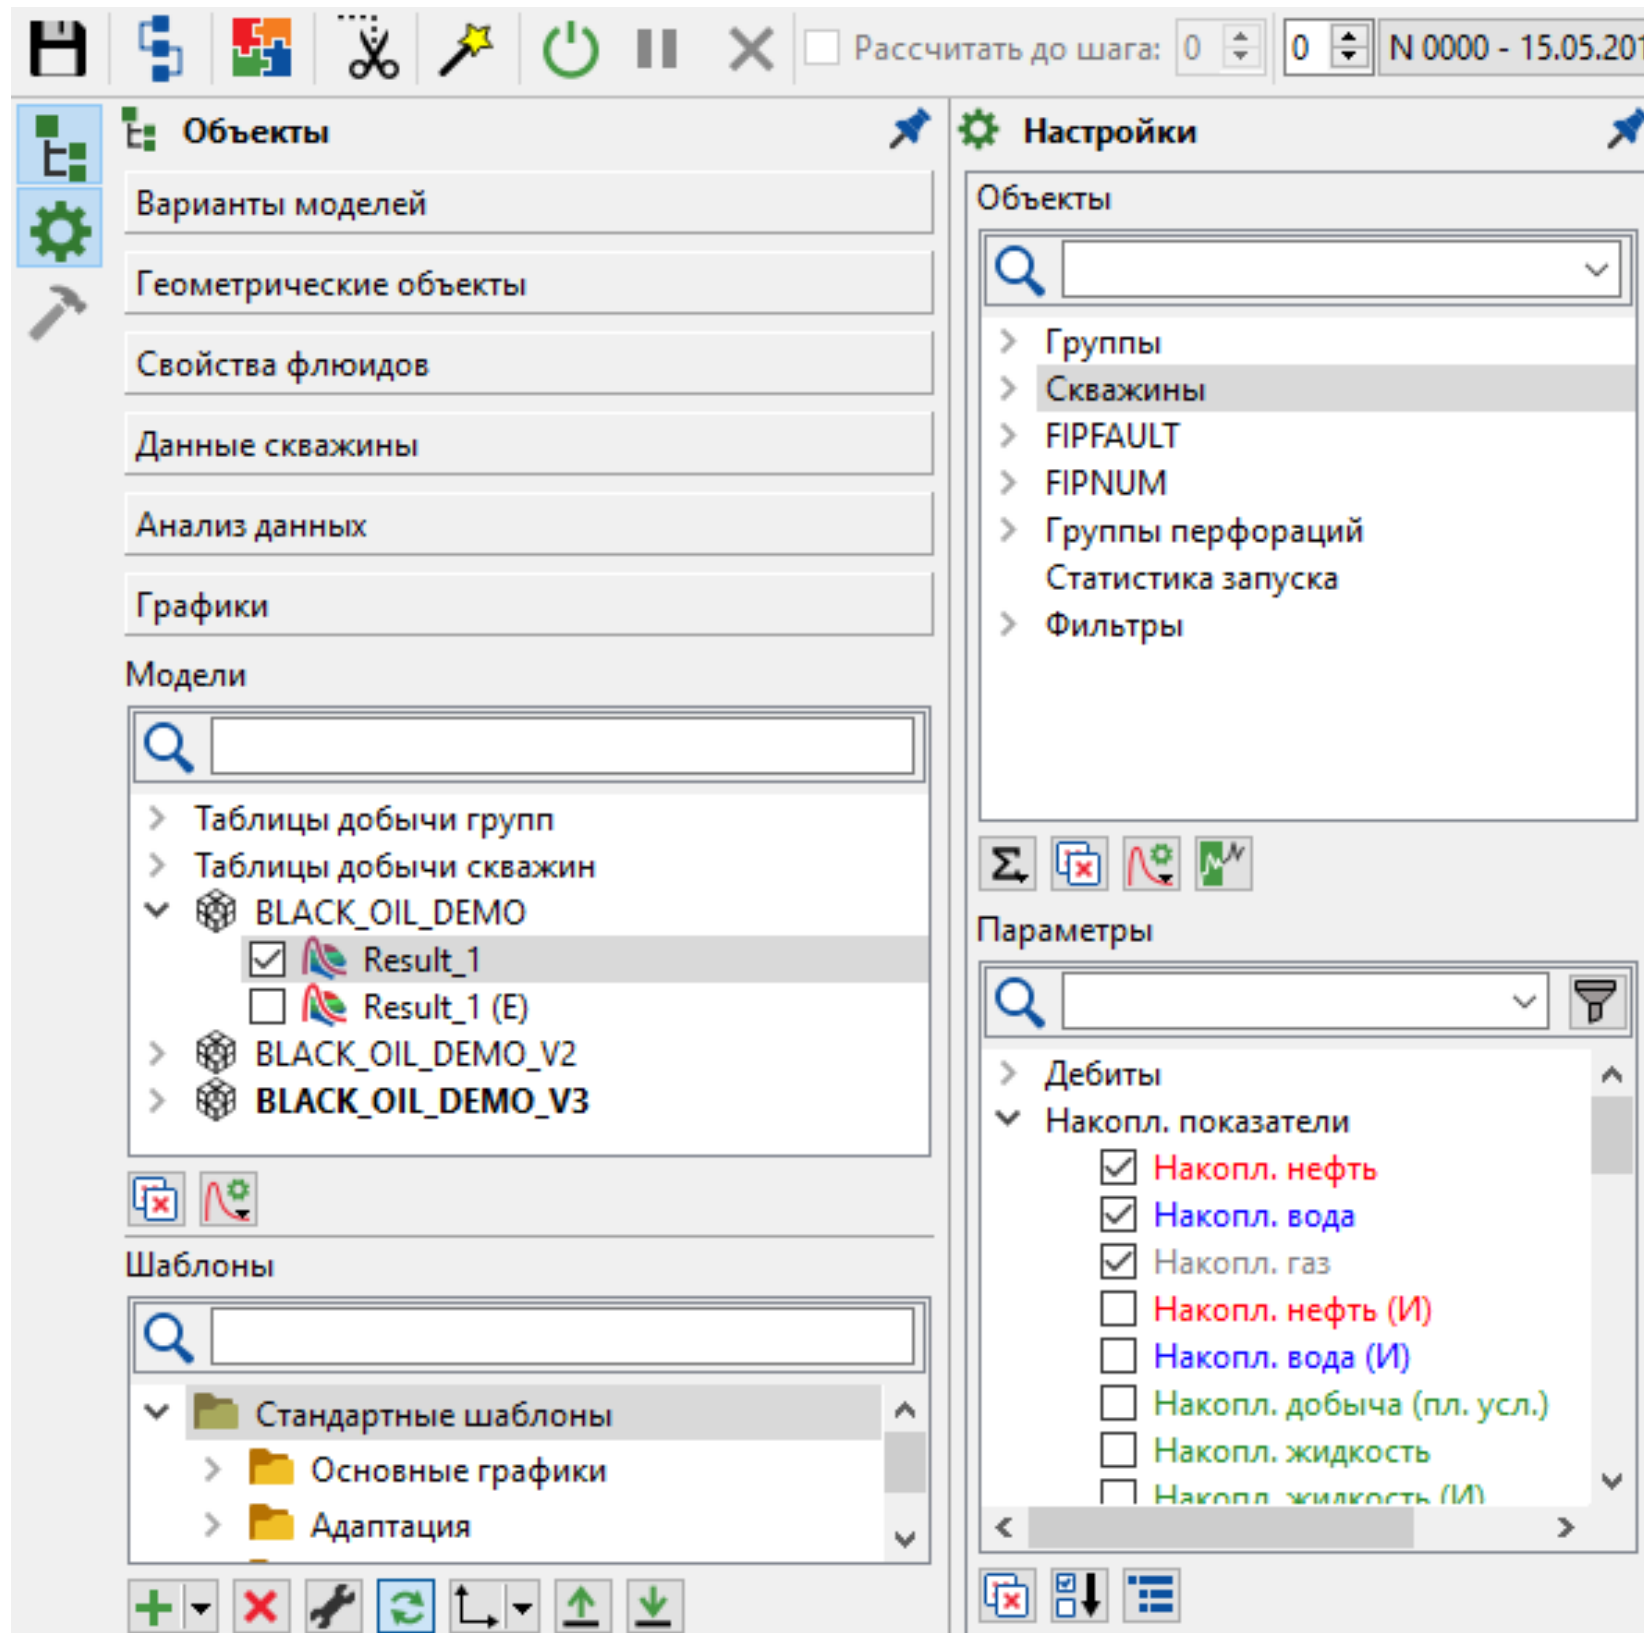 Рассчитать до шага: 0 0 N 0000 - 15.05.201
Объекты
Варианты моделей
Геометрические объекты
Свойства флюидов
Данные скважины
Анализ данных
Графики
Модели
Таблицы добычи групп
Таблицы добычи скважин
BLACK_OIL_DEMO
Result_1
Result_1 (E)
BLACK_OIL_DEMO_V2
BLACK_OIL_DEMO_V3
Шаблоны
Стандартные шаблоны
Основные графики
Адаптация
Настройки
Объекты
Группы
Скважины
FIPFAULT
FIPNUM
Группы перфораций
Статистика запуска
Фильтры
Параметры
Дебиты
Накопл. показатели
Накопл. нефть
Накопл. вода
Накопл. газ
Накопл. нефть (И)
Накопл. вода (И)
Накопл. добыча (пл. усл.)
Накопл. жидкость
Накопл. жидкость (И)